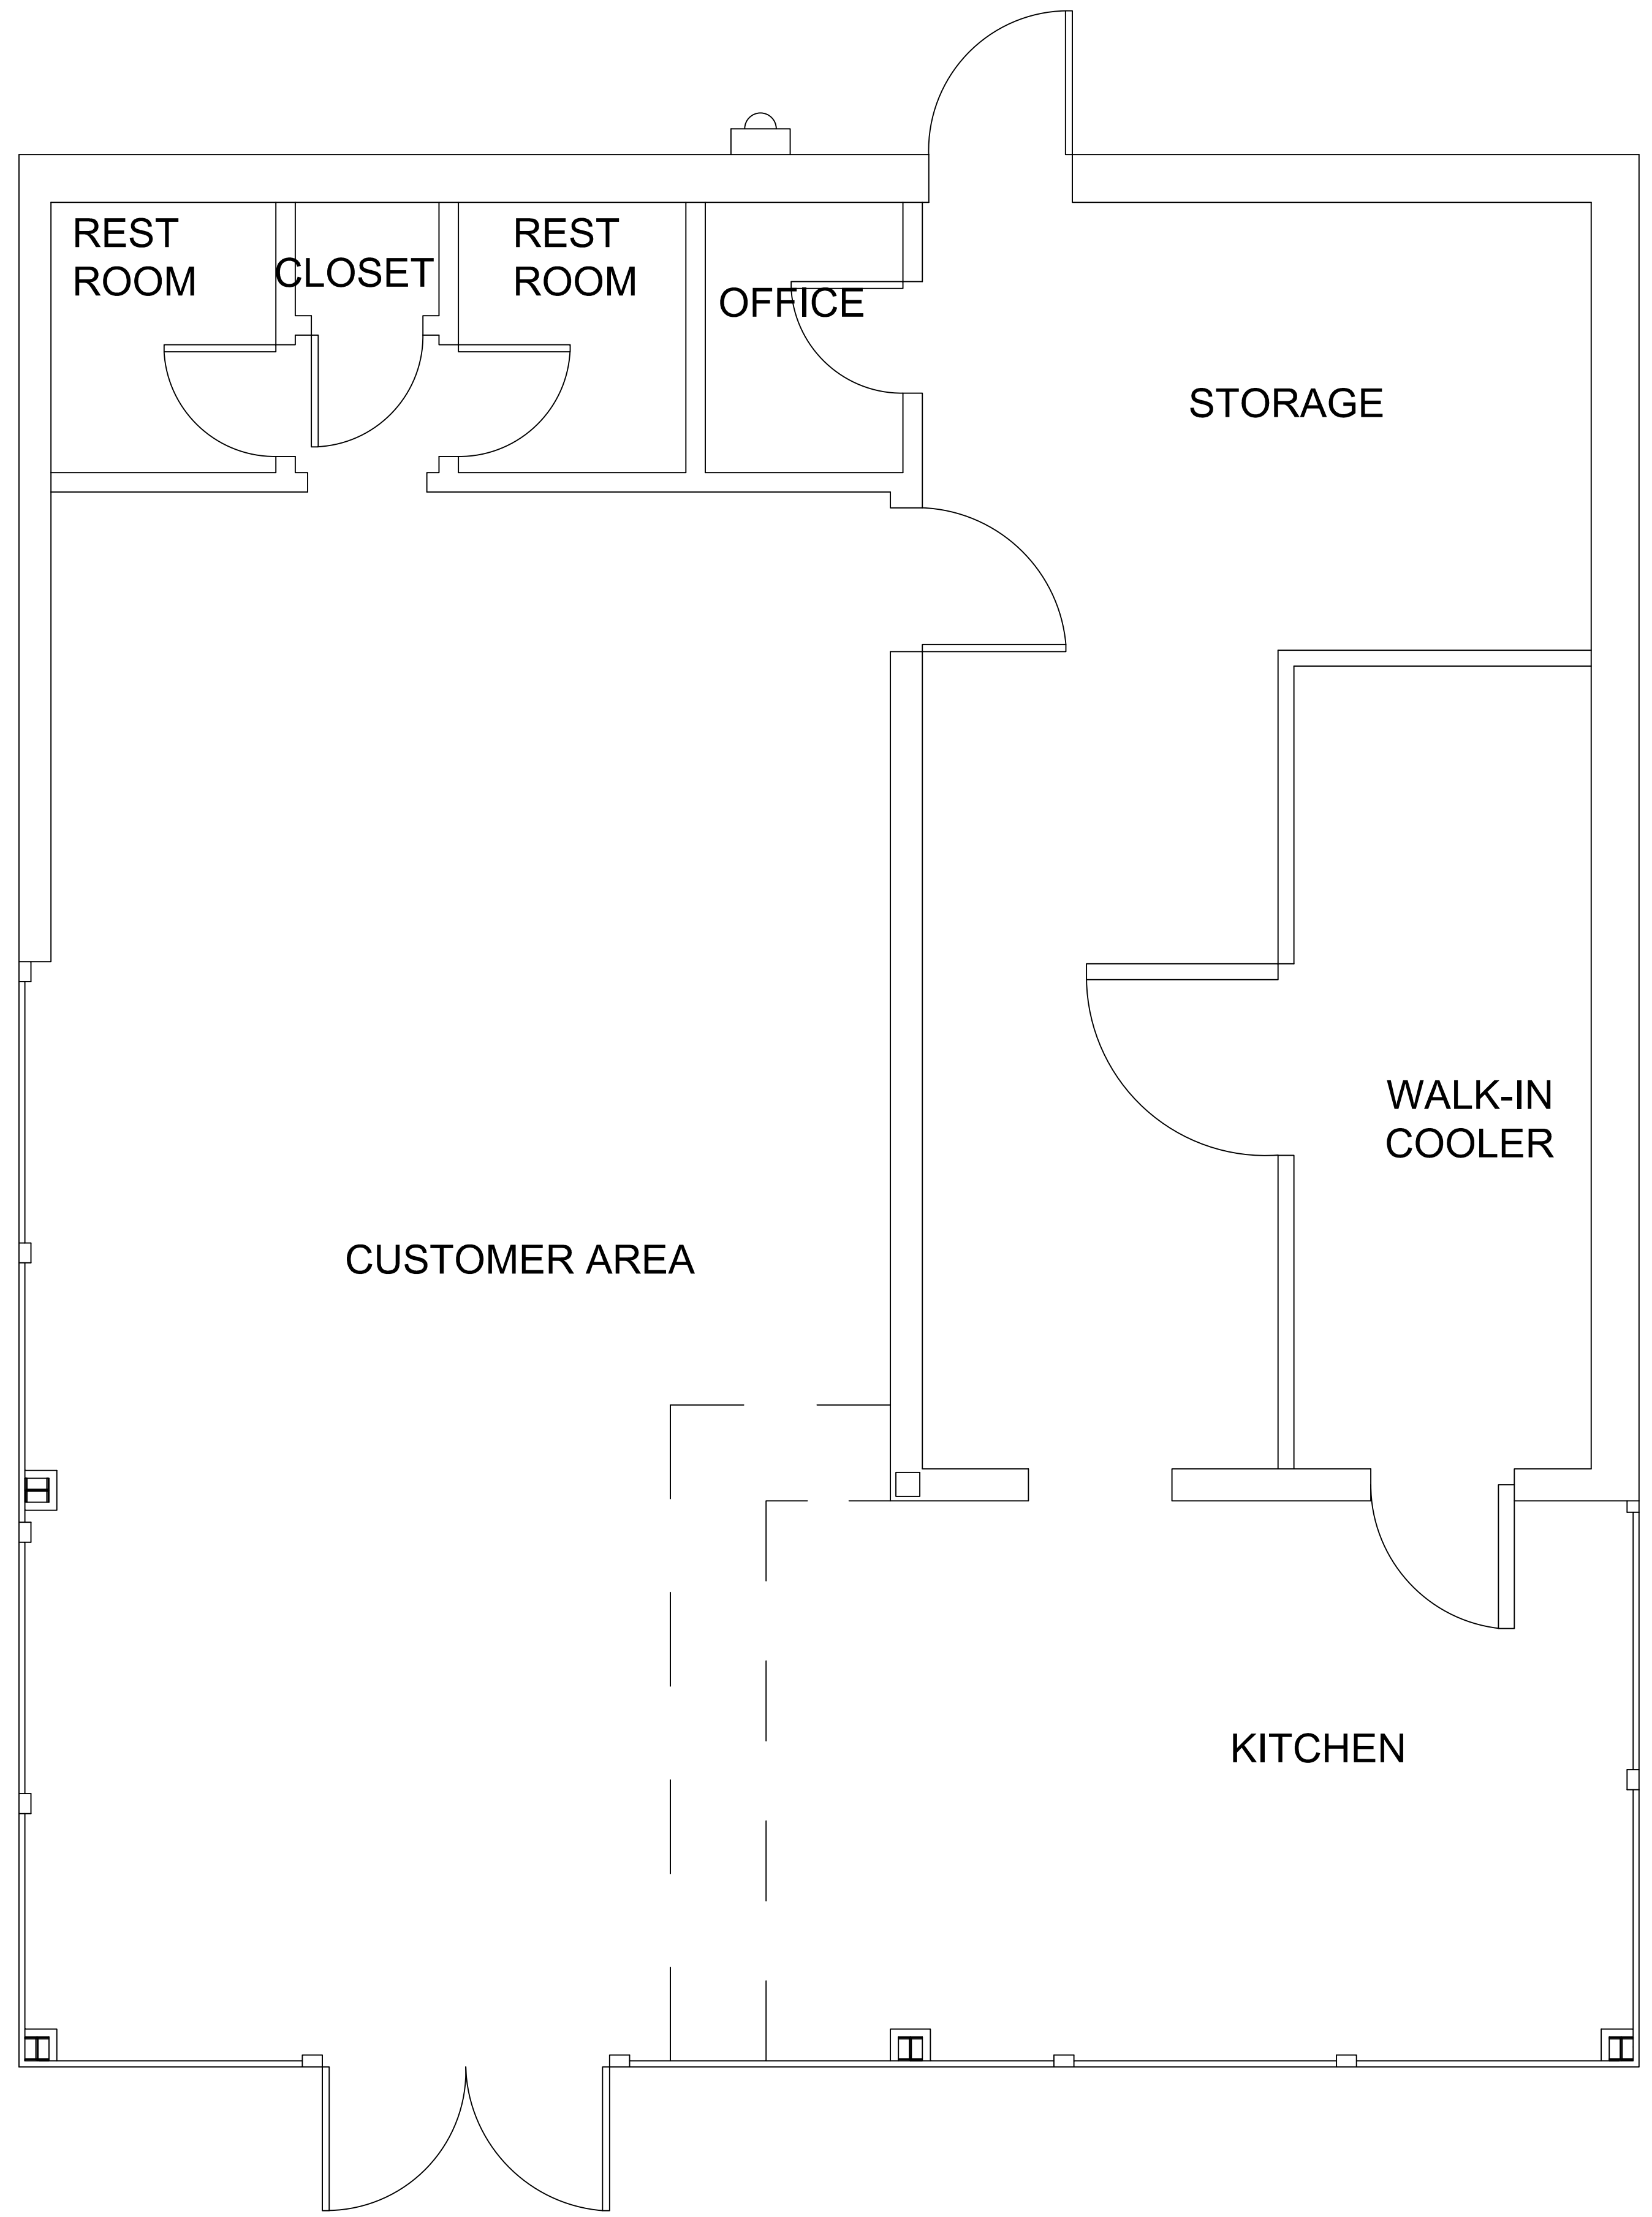 REST
ROOM
CLOSET
REST
ROOM
OFFICE
STORAGE
WALK-IN
COOLER
CUSTOMER AREA
KITCHEN